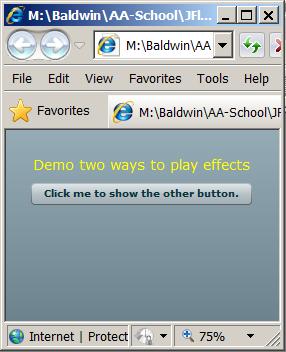 M:\Baldwin\AA-School\JFl...
M:\Baldwin\AA
File Edit View Favorites Tools Help
Favorites M:\Baldwin\AA-School\JF
Demo two ways to play effects
Click me to show the other button.
Internet | Protect 75%